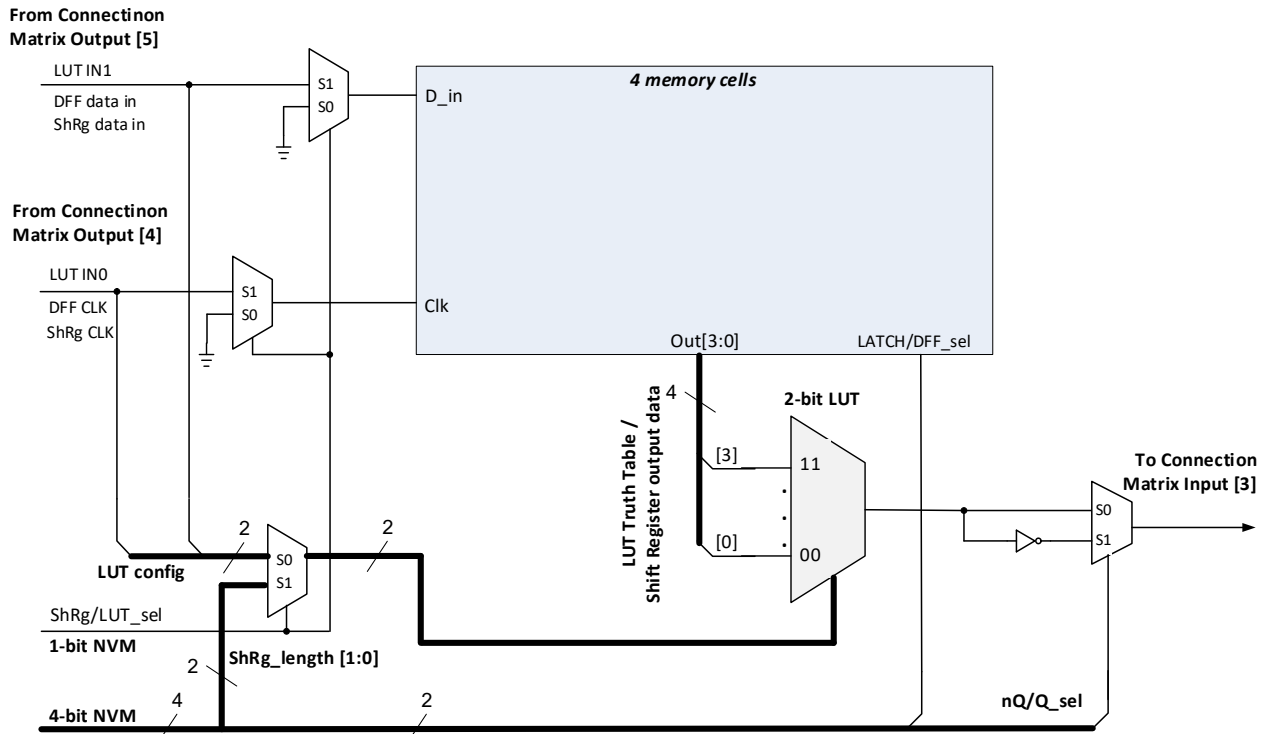 From Connectinon
Matrix Output [5]
LUT IN1
DFF data in
ShRg data in
S1
S0
D_in
4 memory cells
From Connectinon
Matrix Output [4]
LUT IN0
DFF CLK
ShRg CLK
S1
S0
Clk
Out[3:0]
LATCH/DFF_sel
LUT Truth Table /
Shift Register output data
4
2-bit LUT
[3]
11
[0]
00
To Connection
Matrix Input [3]
S0
S1
2
2
LUT config
S0
S1
ShRg/LUT_sel
1-bit NVM
ShRg_length [1:0]
2
4
2
4-bit NVM
nQ/Q_sel